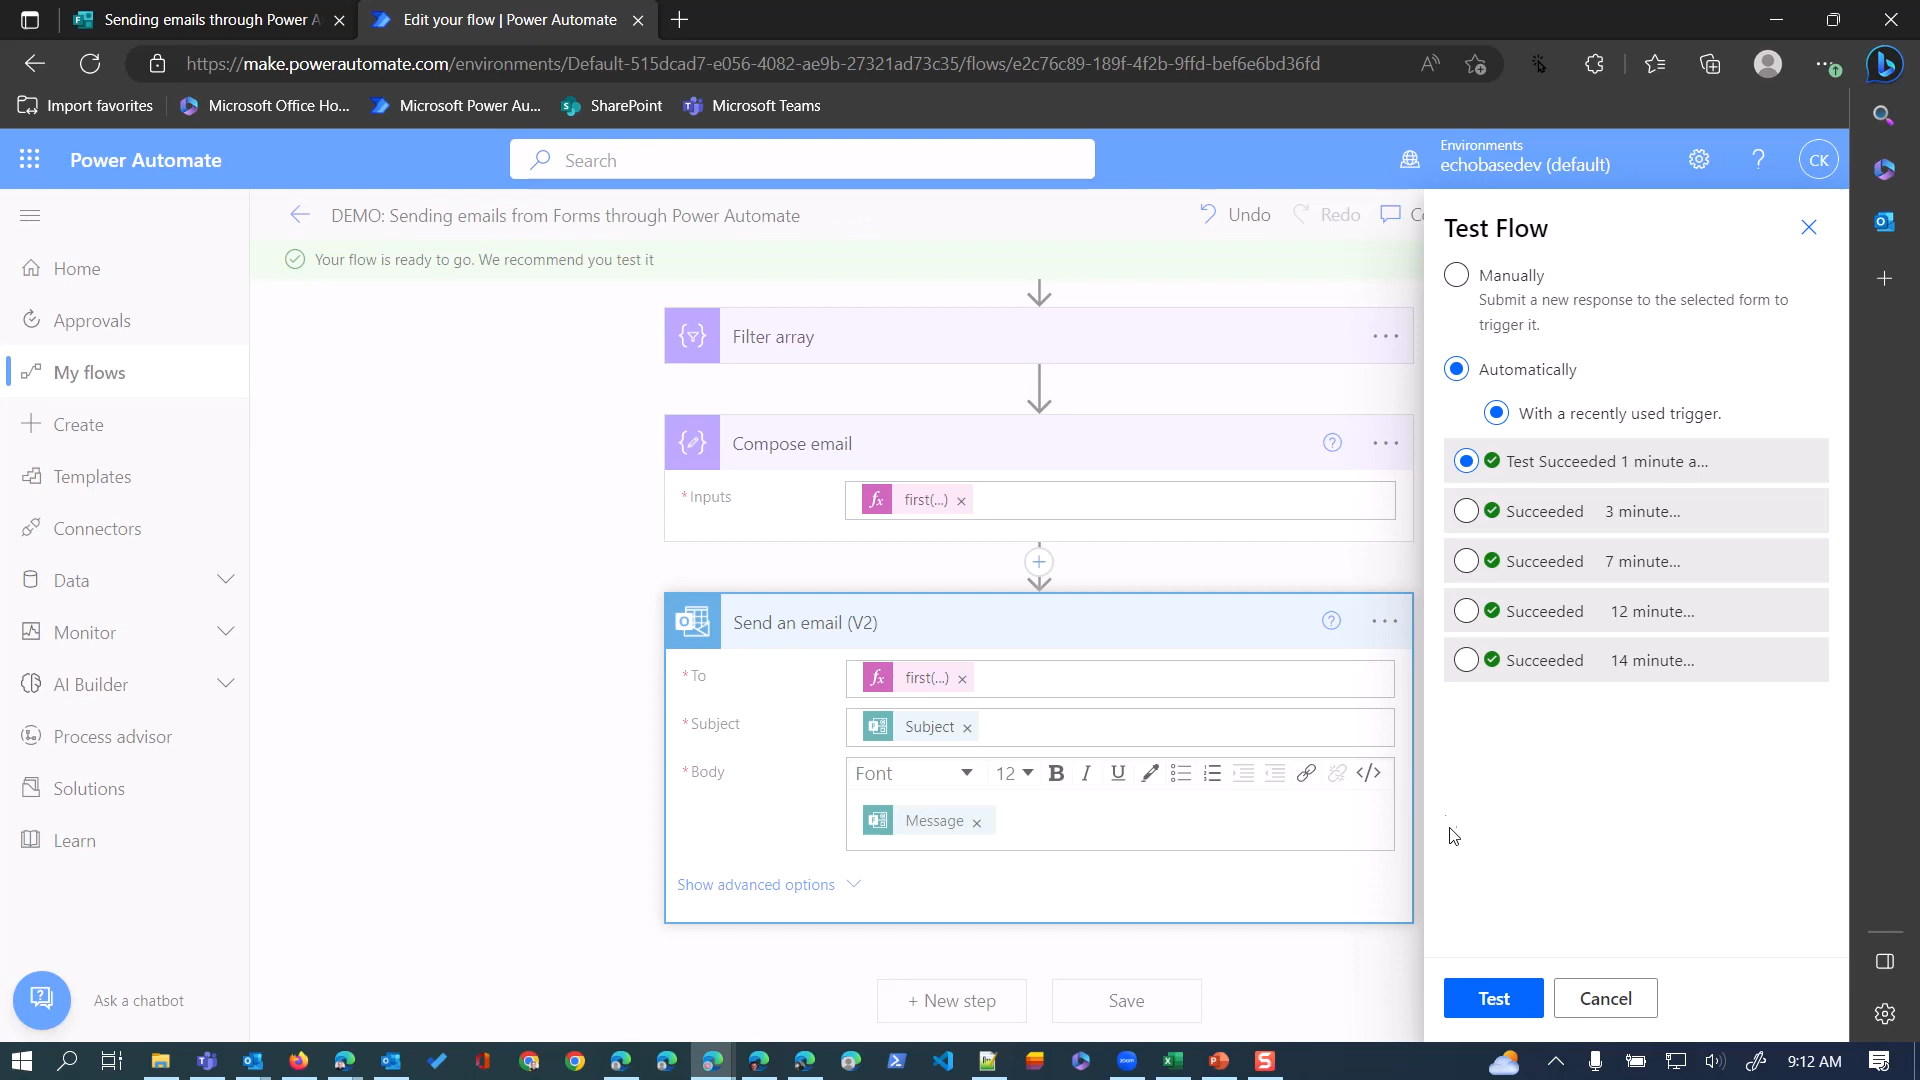 Sending emails through Power A
Edit your flow | Power Automate
https://make.powerautomate.com/environments/Default-515dcad7-e056-4082-ae9b-27321ad73c35/flows/e2c76c89-189f-4f2b-9ffd-bef6e6bd36fd
Import favorites
Microsoft Office Ho...
Microsoft Power Au...
SharePoint
Microsoft Teams
Power Automate
Search
Environments
echobasedev (default)
CK
DEMO: Sending emails from Forms through Power Automate
Undo
Redo
Your flow is ready to go. We recommend you test it
Home
Approvals
My flows
Create
Templates
Connectors
Data
Monitor
AI Builder
Process advisor
Solutions
Learn
Ask a chatbot
Filter array
Compose email
* Inputs
fx first(...) ×
Send an email (V2)
* To
fx first(...) ×
* Subject
Subject ×
* Body
Font
12
B I U </>
Message ×
Show advanced options
+ New step
Save
Test Flow
Manually
Submit a new response to the selected form to
trigger it.
Automatically
With a recently used trigger.
Test Succeeded 1 minute a...
Succeeded 3 minute...
Succeeded 7 minute...
Succeeded 12 minute...
Succeeded 14 minute...
Test
Cancel
9:12 AM